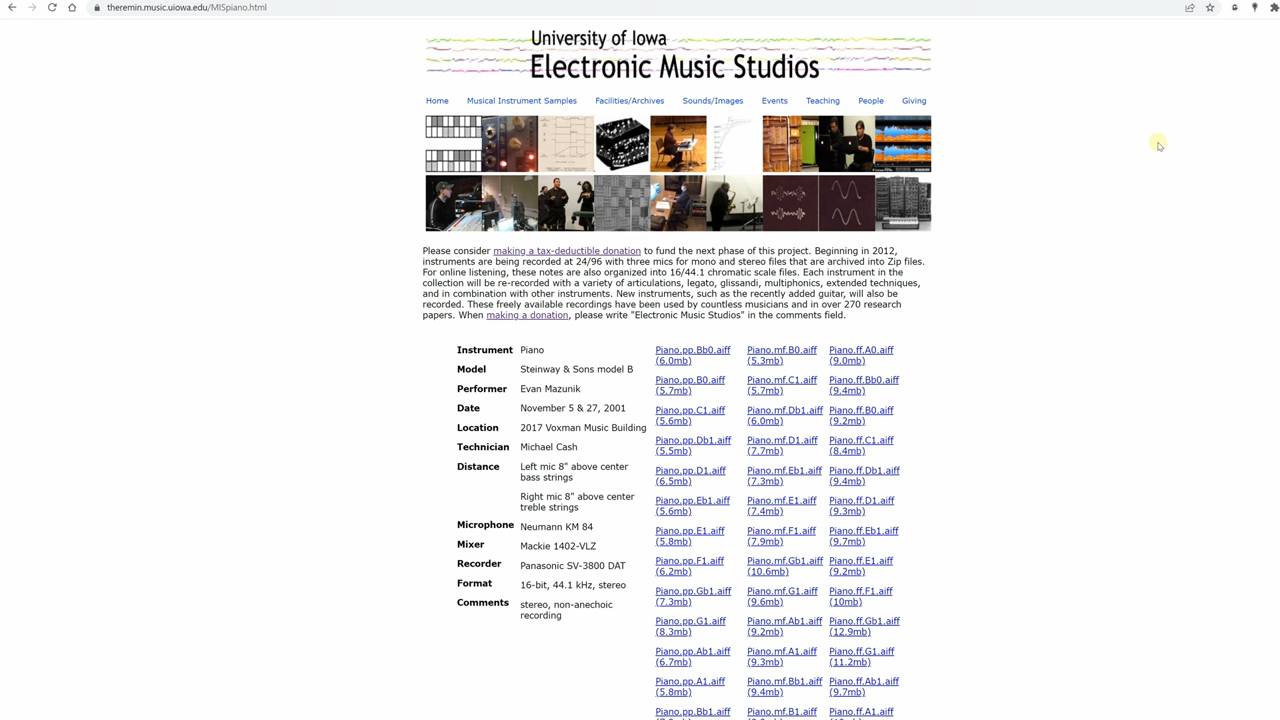 theremin.music.uiowa.edu/MISpiano.html
University of Iowa
Electronic Music Studios
Home Musical Instrument Samples Facilities/Archives Sounds/Images Events Teaching People Giving
Please consider making a tax-deductible donation to fund the next phase of this project. Beginning in 2012,
instruments are being recorded at 24/96 with three mics for mono and stereo files that are archived into Zip files.
For online listening, these notes are also organized into 16/44.1 chromatic scale files. Each instrument in the
collection will be re-recorded with a variety of articulations, legato, glissandi, multiphonics, extended techniques,
and in combination with other instruments. New instruments, such as the recently added guitar, will also be
recorded. These freely available recordings have been used by countless musicians and in over 270 research
papers. When making a donation, please write "Electronic Music Studios" in the comments field.
Instrument Piano
Model Steinway & Sons model B
Performer Evan Mazunik
Date November 5 & 27, 2001
Location 2017 Voxman Music Building
Technician Michael Cash
Distance Left mic 8" above center
bass strings
Right mic 8" above center
treble strings
Microphone Neumann KM 84
Mixer Mackie 1402-VLZ
Recorder Panasonic SV-3800 DAT
Format 16-bit, 44.1 kHz, stereo
Comments stereo, non-anechoic
recording
Piano.pp.Bb0.aiff Piano.mf.B0.aiff Piano.ff.A0.aiff
(6.0mb) (5.3mb) (9.0mb)
Piano.pp.B0.aiff Piano.mf.C1.aiff Piano.ff.Bb0.aiff
(5.7mb) (5.7mb) (9.4mb)
Piano.pp.C1.aiff Piano.mf.Db1.aiff Piano.ff.B0.aiff
(5.6mb) (6.0mb) (9.2mb)
Piano.pp.Db1.aiff Piano.mf.D1.aiff Piano.ff.C1.aiff
(5.5mb) (7.7mb) (8.4mb)
Piano.pp.D1.aiff Piano.mf.Eb1.aiff Piano.ff.Db1.aiff
(6.5mb) (7.3mb) (9.4mb)
Piano.pp.Eb1.aiff Piano.mf.E1.aiff Piano.ff.D1.aiff
(5.6mb) (7.4mb) (9.3mb)
Piano.pp.E1.aiff Piano.mf.F1.aiff Piano.ff.Eb1.aiff
(5.8mb) (7.9mb) (9.7mb)
Piano.pp.F1.aiff Piano.mf.Gb1.aiff Piano.ff.E1.aiff
(6.2mb) (10.6mb) (9.2mb)
Piano.pp.Gb1.aiff Piano.mf.G1.aiff Piano.ff.F1.aiff
(7.3mb) (9.6mb) (10mb)
Piano.pp.G1.aiff Piano.mf.Ab1.aiff Piano.ff.Gb1.aiff
(8.3mb) (9.2mb) (12.9mb)
Piano.pp.Ab1.aiff Piano.mf.A1.aiff Piano.ff.G1.aiff
(6.7mb) (9.3mb) (11.2mb)
Piano.pp.A1.aiff Piano.mf.Bb1.aiff Piano.ff.Ab1.aiff
(5.8mb) (9.4mb) (9.7mb)
Piano.pp.Bb1.aiff Piano.mf.B1.aiff Piano.ff.A1.aiff